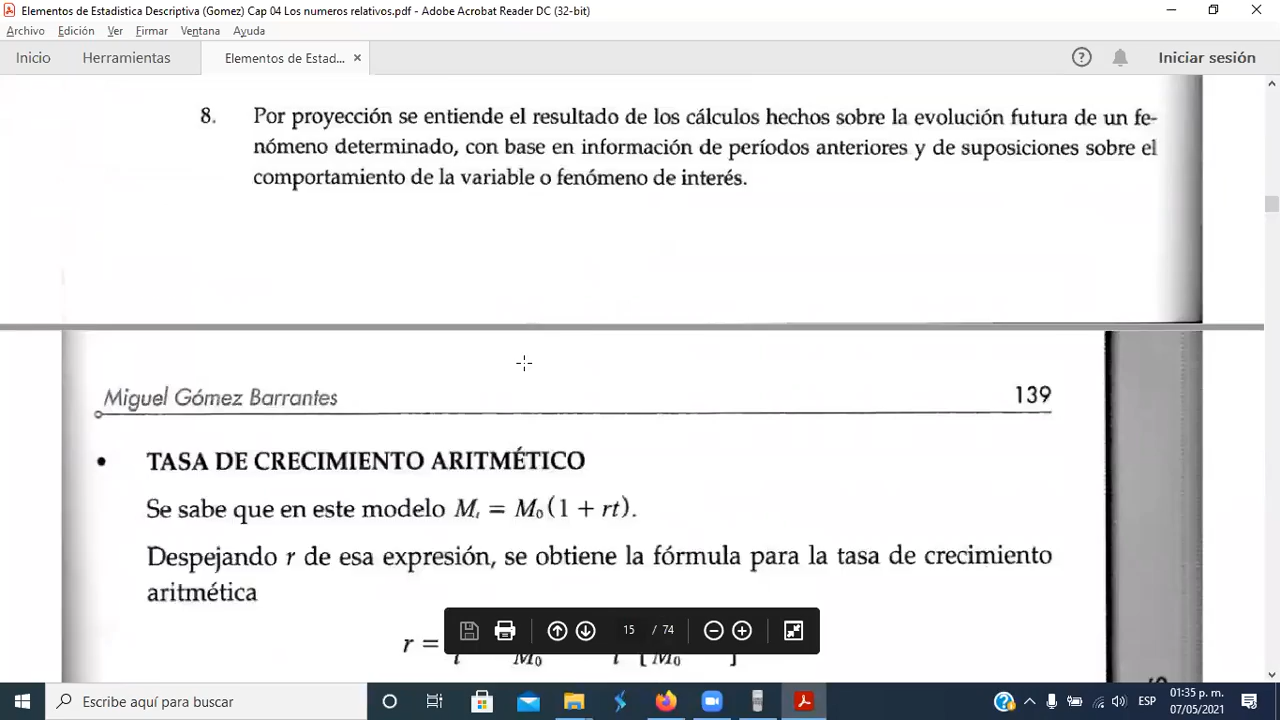 Elementos de Estadistica Descriptiva (Gomez) Cap 04 Los numeros relativos.pdf - Adobe Acrobat Reader DC (32-bit)
Archivo Edición Ver Firmar Ventana Ayuda
Inicio Herramientas Elementos de Estad... × ? Iniciar sesión
8. Por proyección se entiende el resultado de los cálculos hechos sobre la evolución futura de un fe-
nómeno determinado, con base en información de períodos anteriores y de suposiciones sobre el
comportamiento de la variable o fenómeno de interés.
Miguel Gómez Barrantes 139
• TASA DE CRECIMIENTO ARITMÉTICO
Se sabe que en este modelo Mₜ = M₀(1 + rt).
Despejando r de esa expresión, se obtiene la fórmula para la tasa de crecimiento
aritmética
r =
15 / 74
t M₀ t [ M₀ ]
Escribe aquí para buscar ESP 01:35 p. m.
07/05/2021